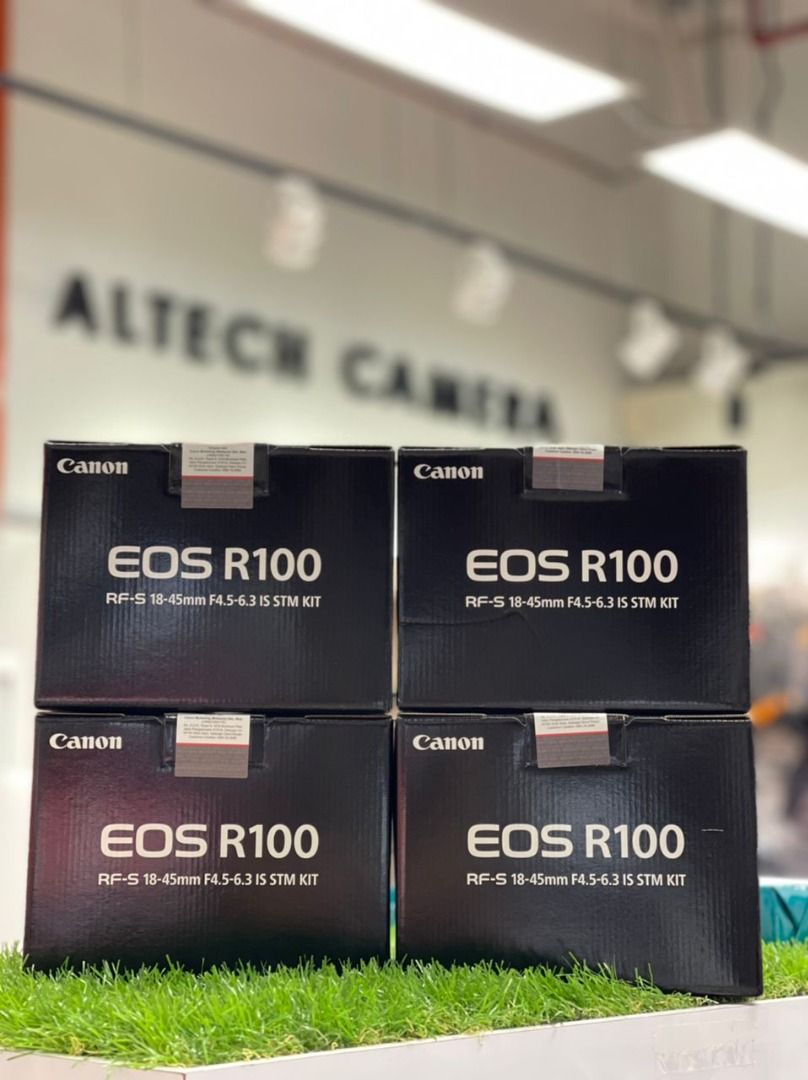 ALTECH CAMERA
Canon
EOS R100
RF-S 18-45mm F4.5-6.3 IS STM KIT
Canon
EOS R100
RF-S 18-45mm F4.5-6.3 IS STM KIT
Canon
EOS R100
RF-S 18-45mm F4.5-6.3 IS STM KIT
Canon
EOS R100
RF-S 18-45mm F4.5-6.3 IS STM KIT